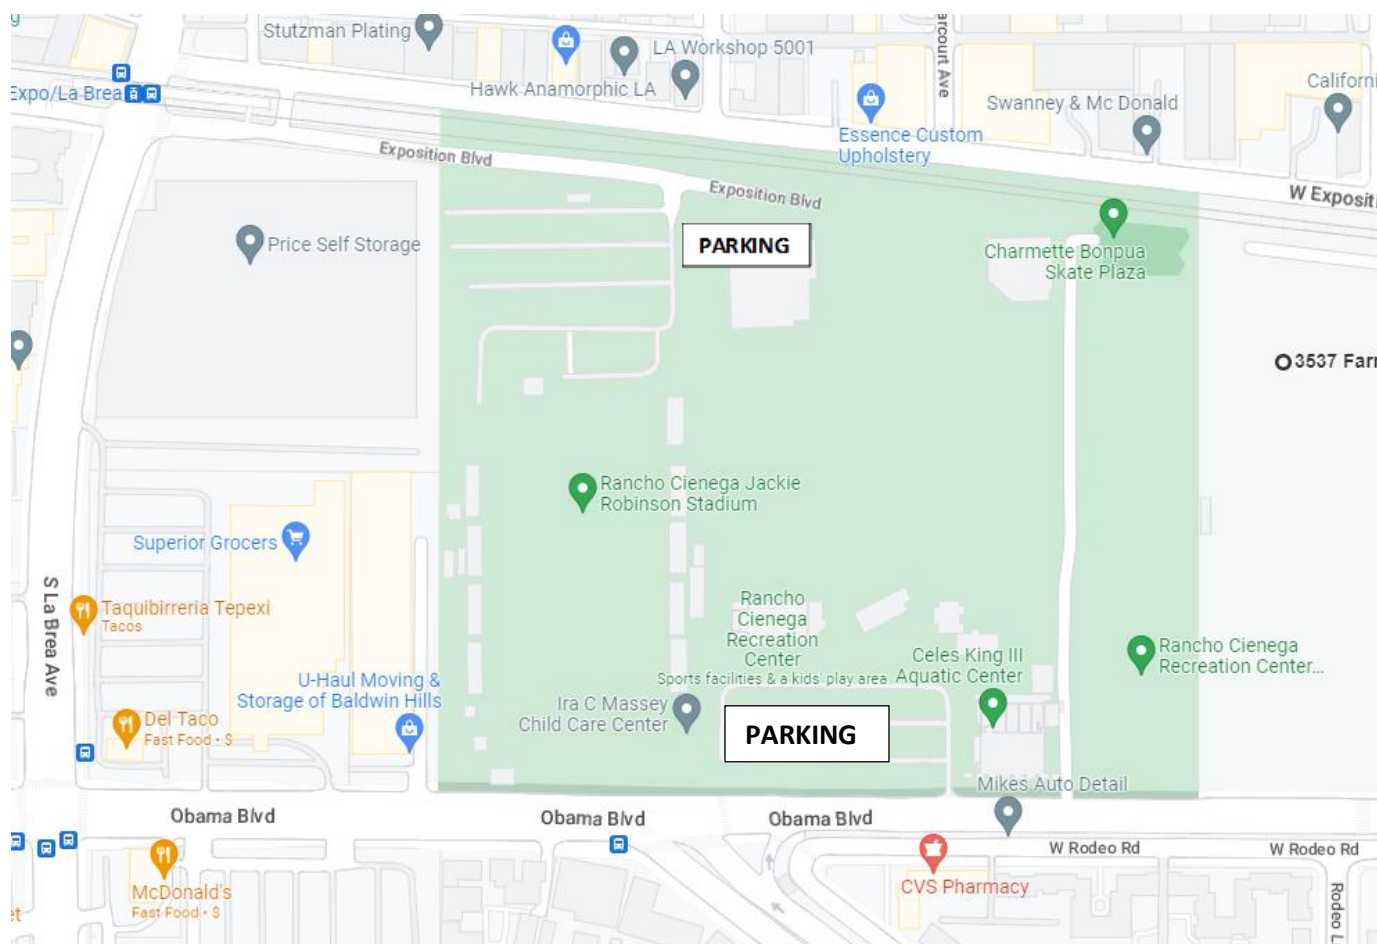 Stutzman Plating
LA Workshop 5001
Hawk Anamorphic LA
arcourt Ave
Expo/La Brea
Swanney & Mc Donald
Californi
Essence Custom
Upholstery
Exposition Blvd
Exposition Blvd
W Exposit
PARKING
Price Self Storage
Charmette Bonpua
Skate Plaza
3537 Farr
Rancho Cienega Jackie
Robinson Stadium
Superior Grocers
S La Brea Ave
Taquibirreria Tepexi
Tacos
Rancho
Cienega
Recreation
Center
Sports facilities & a kids' play area
Celes King III
Aquatic Center
Rancho Cienega
Recreation Center...
U-Haul Moving &
Storage of Baldwin Hills
Ira C Massey
Child Care Center
Del Taco
Fast Food • $
PARKING
Mikes Auto Detail
Obama Blvd
Obama Blvd
Obama Blvd
W Rodeo Rd
W Rodeo Rd
McDonald's
Fast Food • $
CVS Pharmacy
Rodeo L
et